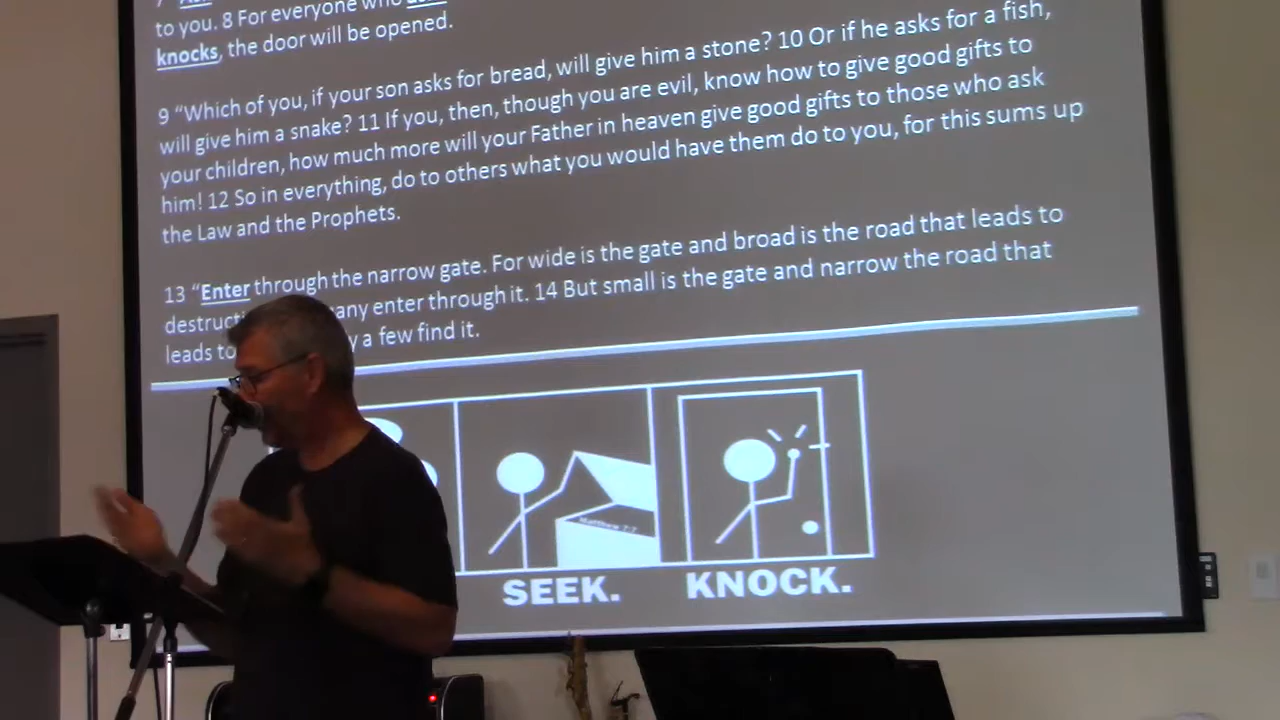 to you. 8 For everyone who
knocks, the door will be opened.
9 “Which of you, if your son asks for bread, will give him a stone? 10 Or if he asks for a fish,
will give him a snake? 11 If you, then, though you are evil, know how to give good gifts to
your children, how much more will your Father in heaven give good gifts to those who ask
him! 12 So in everything, do to others what you would have them do to you, for this sums up
the Law and the Prophets.
13 “Enter through the narrow gate. For wide is the gate and broad is the road that leads to
any enter through it. 14 But small is the gate and narrow the road that
leads to a few find it.
Matthew 7:7
SEEK. KNOCK.